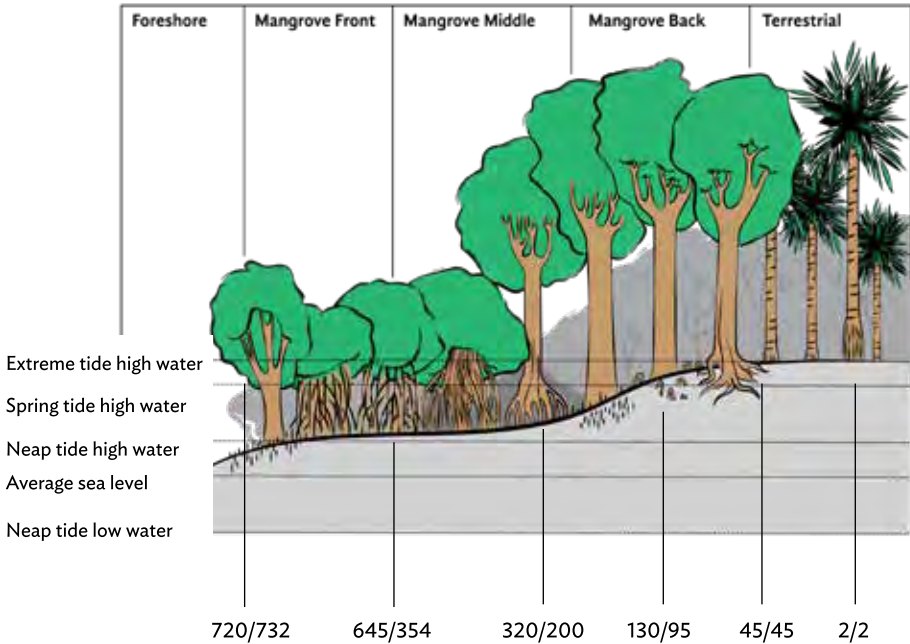 Foreshore
Mangrove Front
Mangrove Middle
Mangrove Back
Terrestrial
Extreme tide high water
Spring tide high water
Neap tide high water
Average sea level
Neap tide low water
720/732
645/354
320/200
130/95
45/45
2/2